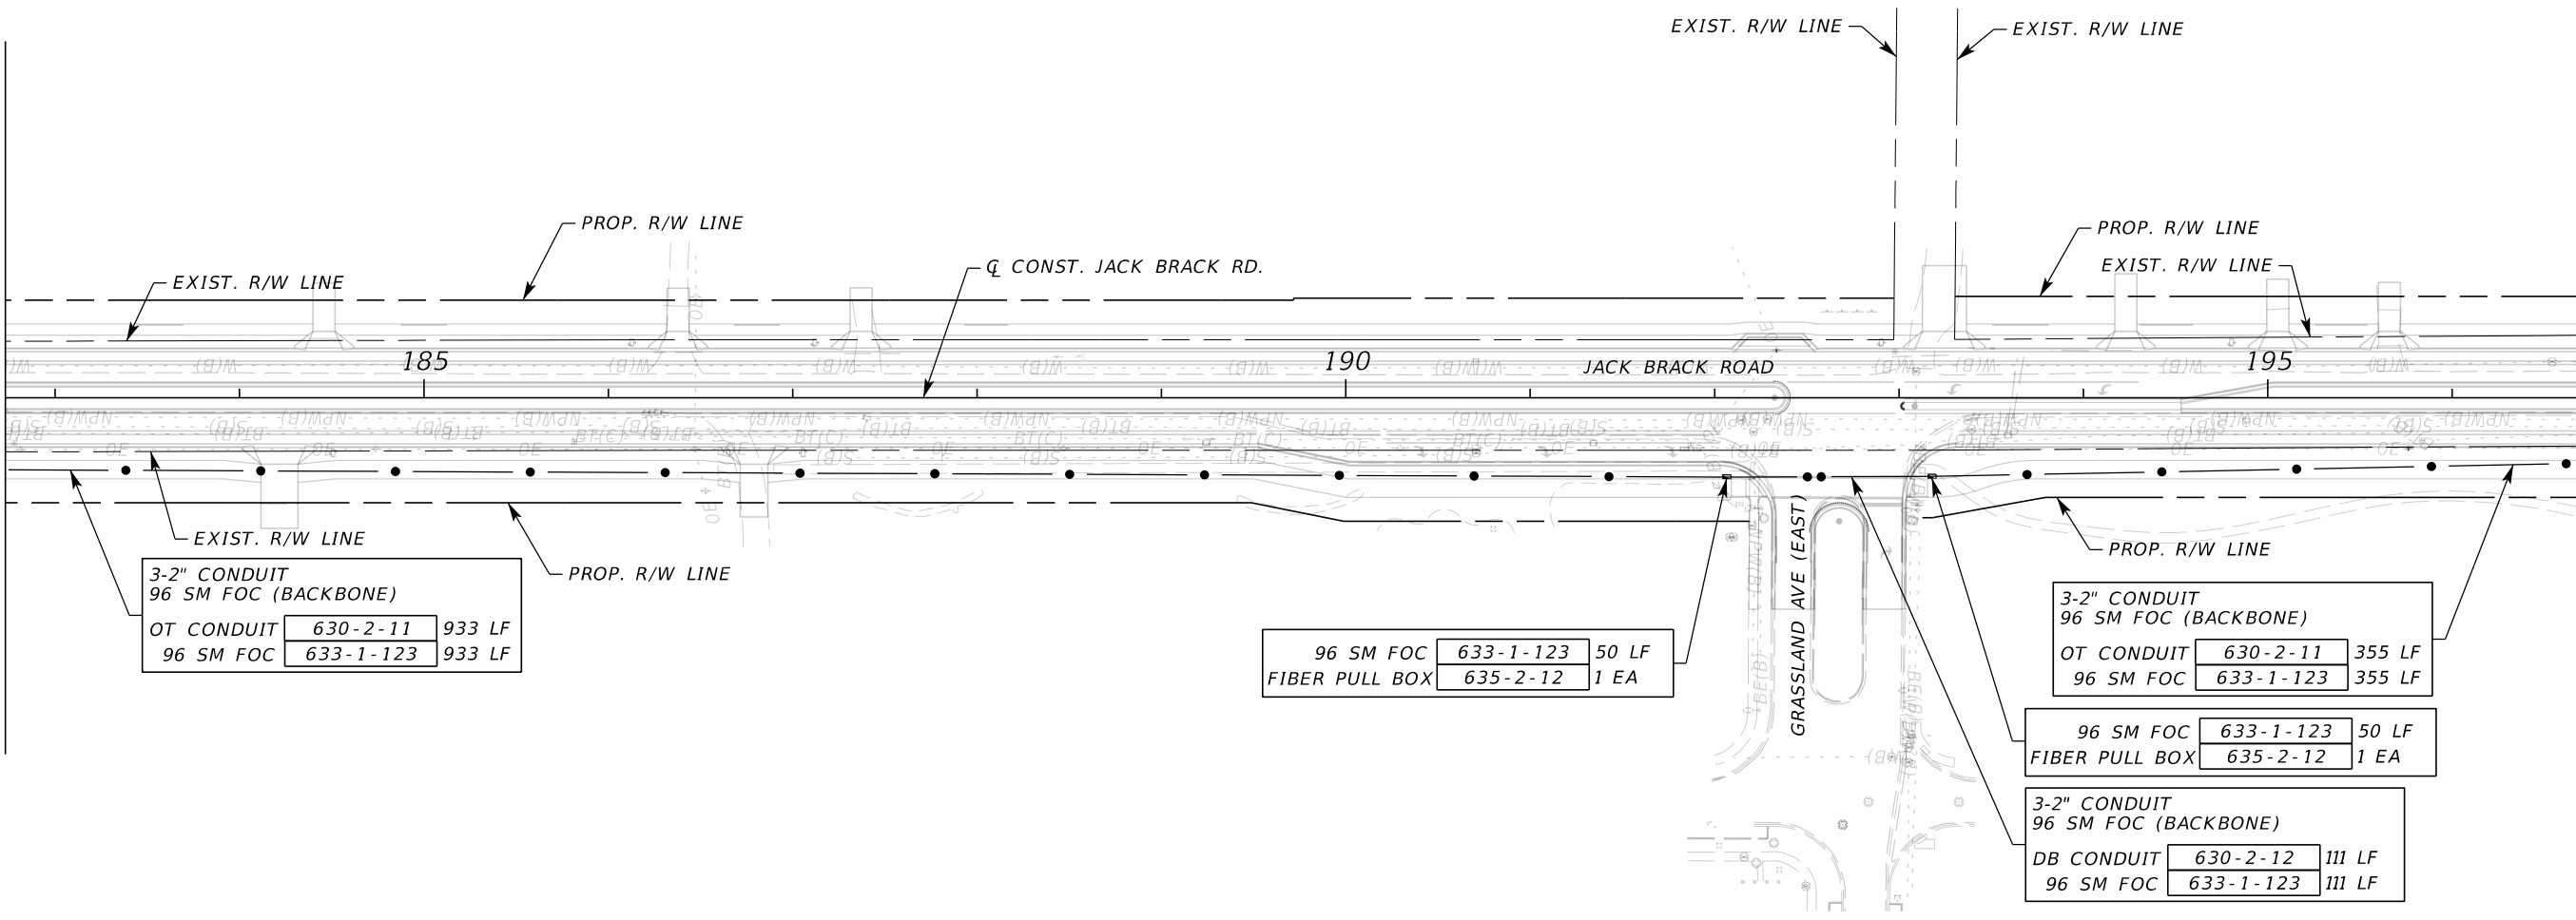 EXIST. R/W LINE
EXIST. R/W LINE
PROP. R/W LINE
PROP. R/W LINE
℄ CONST. JACK BRACK RD.
EXIST. R/W LINE
EXIST. R/W LINE
185
190
195
JACK BRACK ROAD
EXIST. R/W LINE
PROP. R/W LINE
PROP. R/W LINE
GRASSLAND AVE (EAST)
3-2" CONDUIT
96 SM FOC (BACKBONE)
OT CONDUIT 630-2-11 933 LF
96 SM FOC 633-1-123 933 LF
96 SM FOC 633-1-123 50 LF
FIBER PULL BOX 635-2-12 1 EA
3-2" CONDUIT
96 SM FOC (BACKBONE)
OT CONDUIT 630-2-11 355 LF
96 SM FOC 633-1-123 355 LF
96 SM FOC 633-1-123 50 LF
FIBER PULL BOX 635-2-12 1 EA
3-2" CONDUIT
96 SM FOC (BACKBONE)
DB CONDUIT 630-2-12 111 LF
96 SM FOC 633-1-123 111 LF